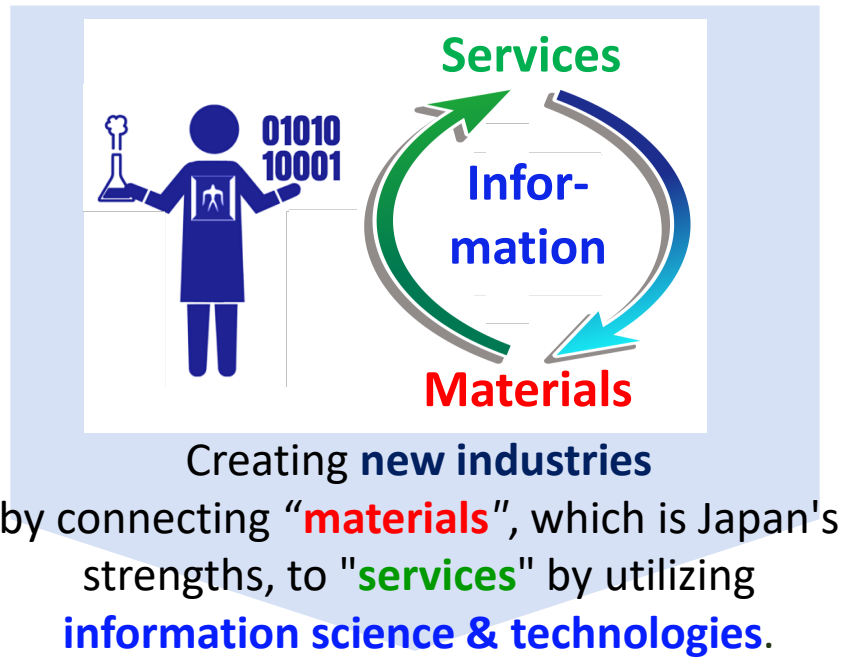 Services
01010
10001
Infor-
mation
Materials
Creating new industries
by connecting “materials”, which is Japan's
strengths, to "services" by utilizing
information science & technologies.